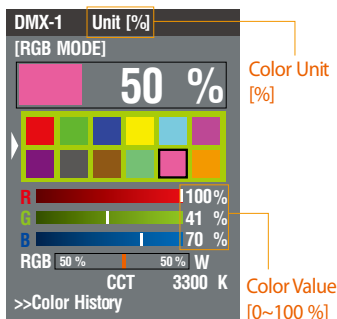 DMX-1 Unit [%]
[RGB MODE]
50 %
Color Unit
[%]
R 100%
G 41 %
B 70 %
RGB 50 % 50 % W
CCT 3300 K
>>Color History
Color Value
[0~100 %]